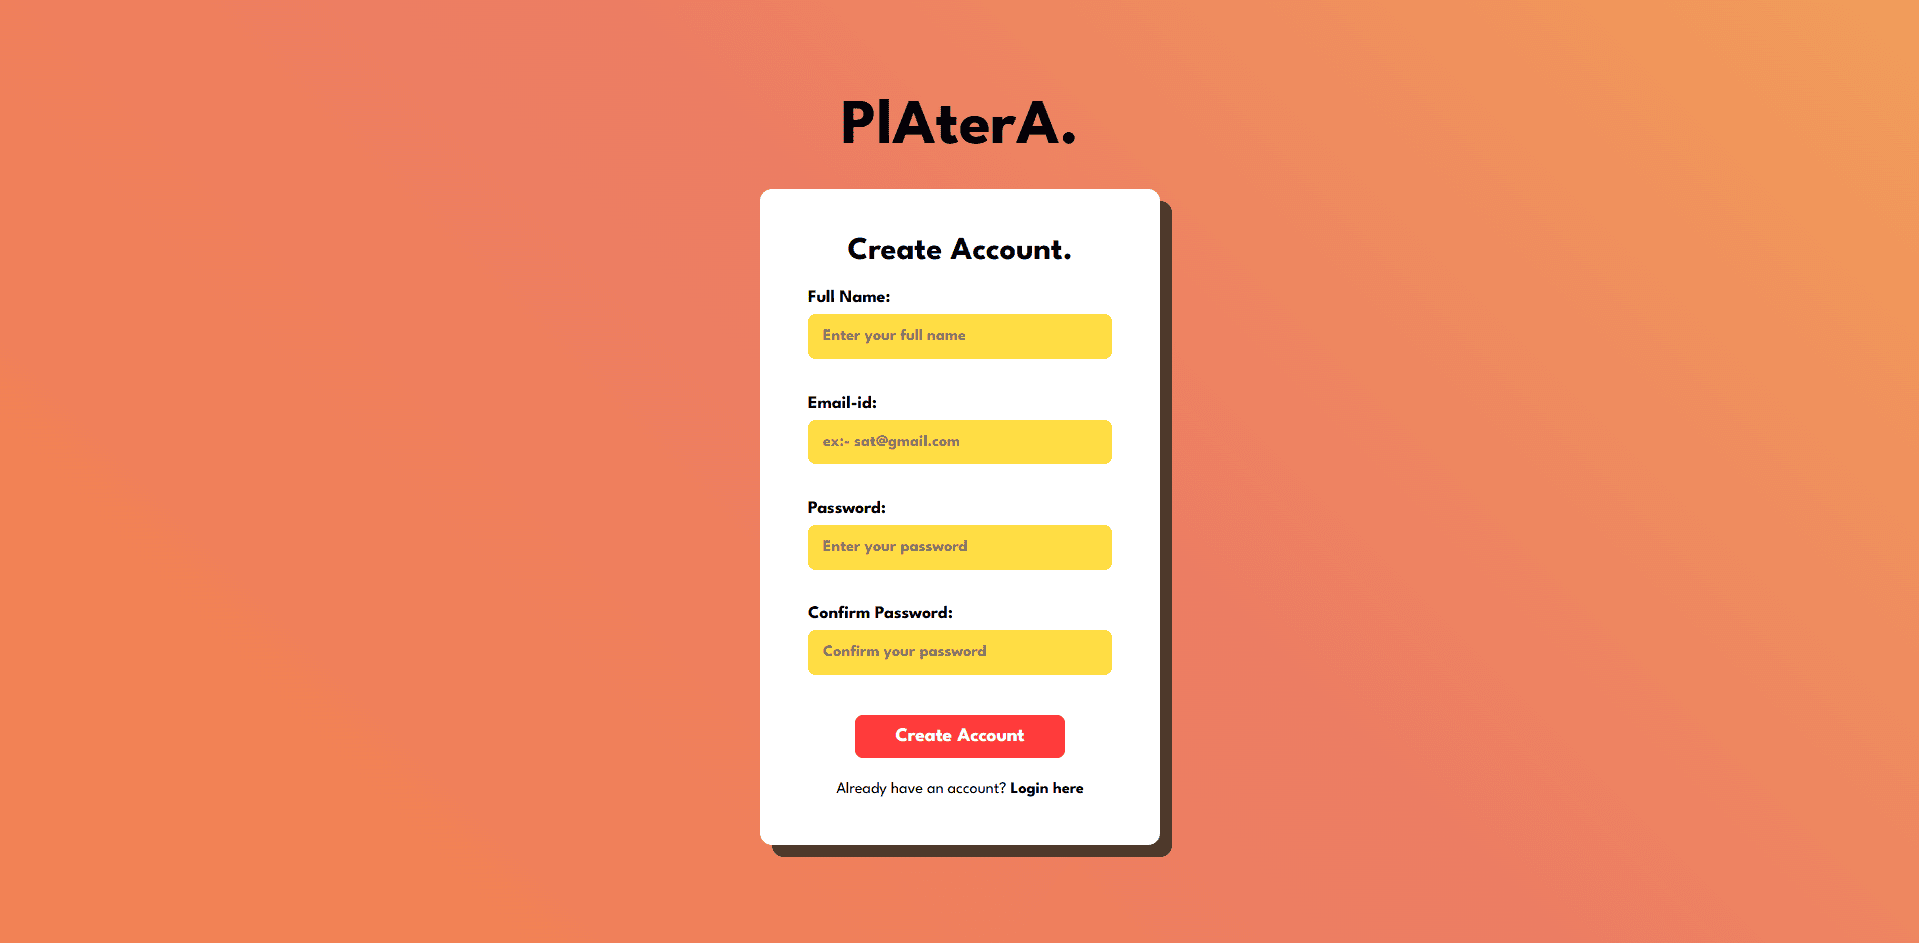 PlAterA.
Create Account.
Full Name:
Enter your full name
Email-id:
ex:- sat@gmail.com
Password:
Enter your password
Confirm Password:
Confirm your password
Create Account
Already have an account? Login here